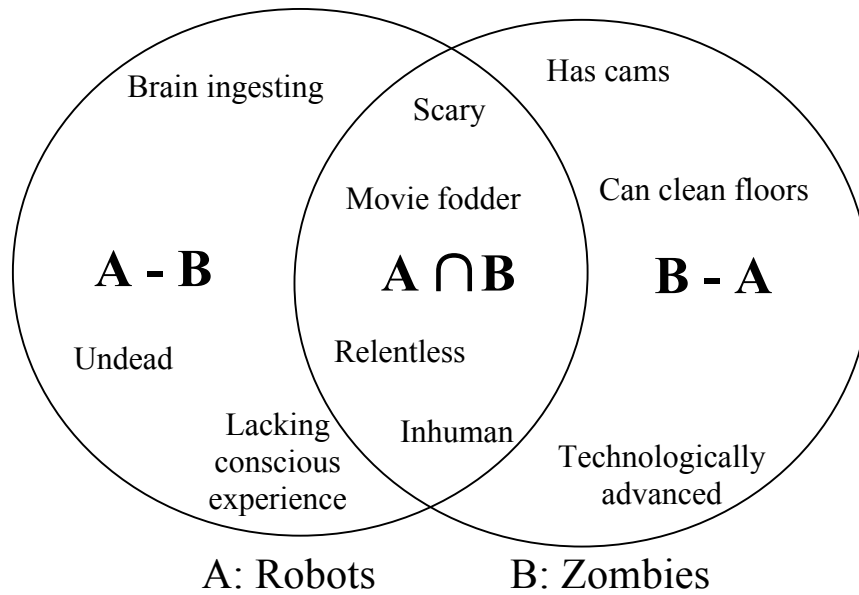 Brain ingesting
Scary
Has cams
Movie fodder
Can clean floors
A - B
A ∩ B
B - A
Undead
Relentless
Lacking
conscious
experience
Inhuman
Technologically
advanced
A: Robots
B: Zombies